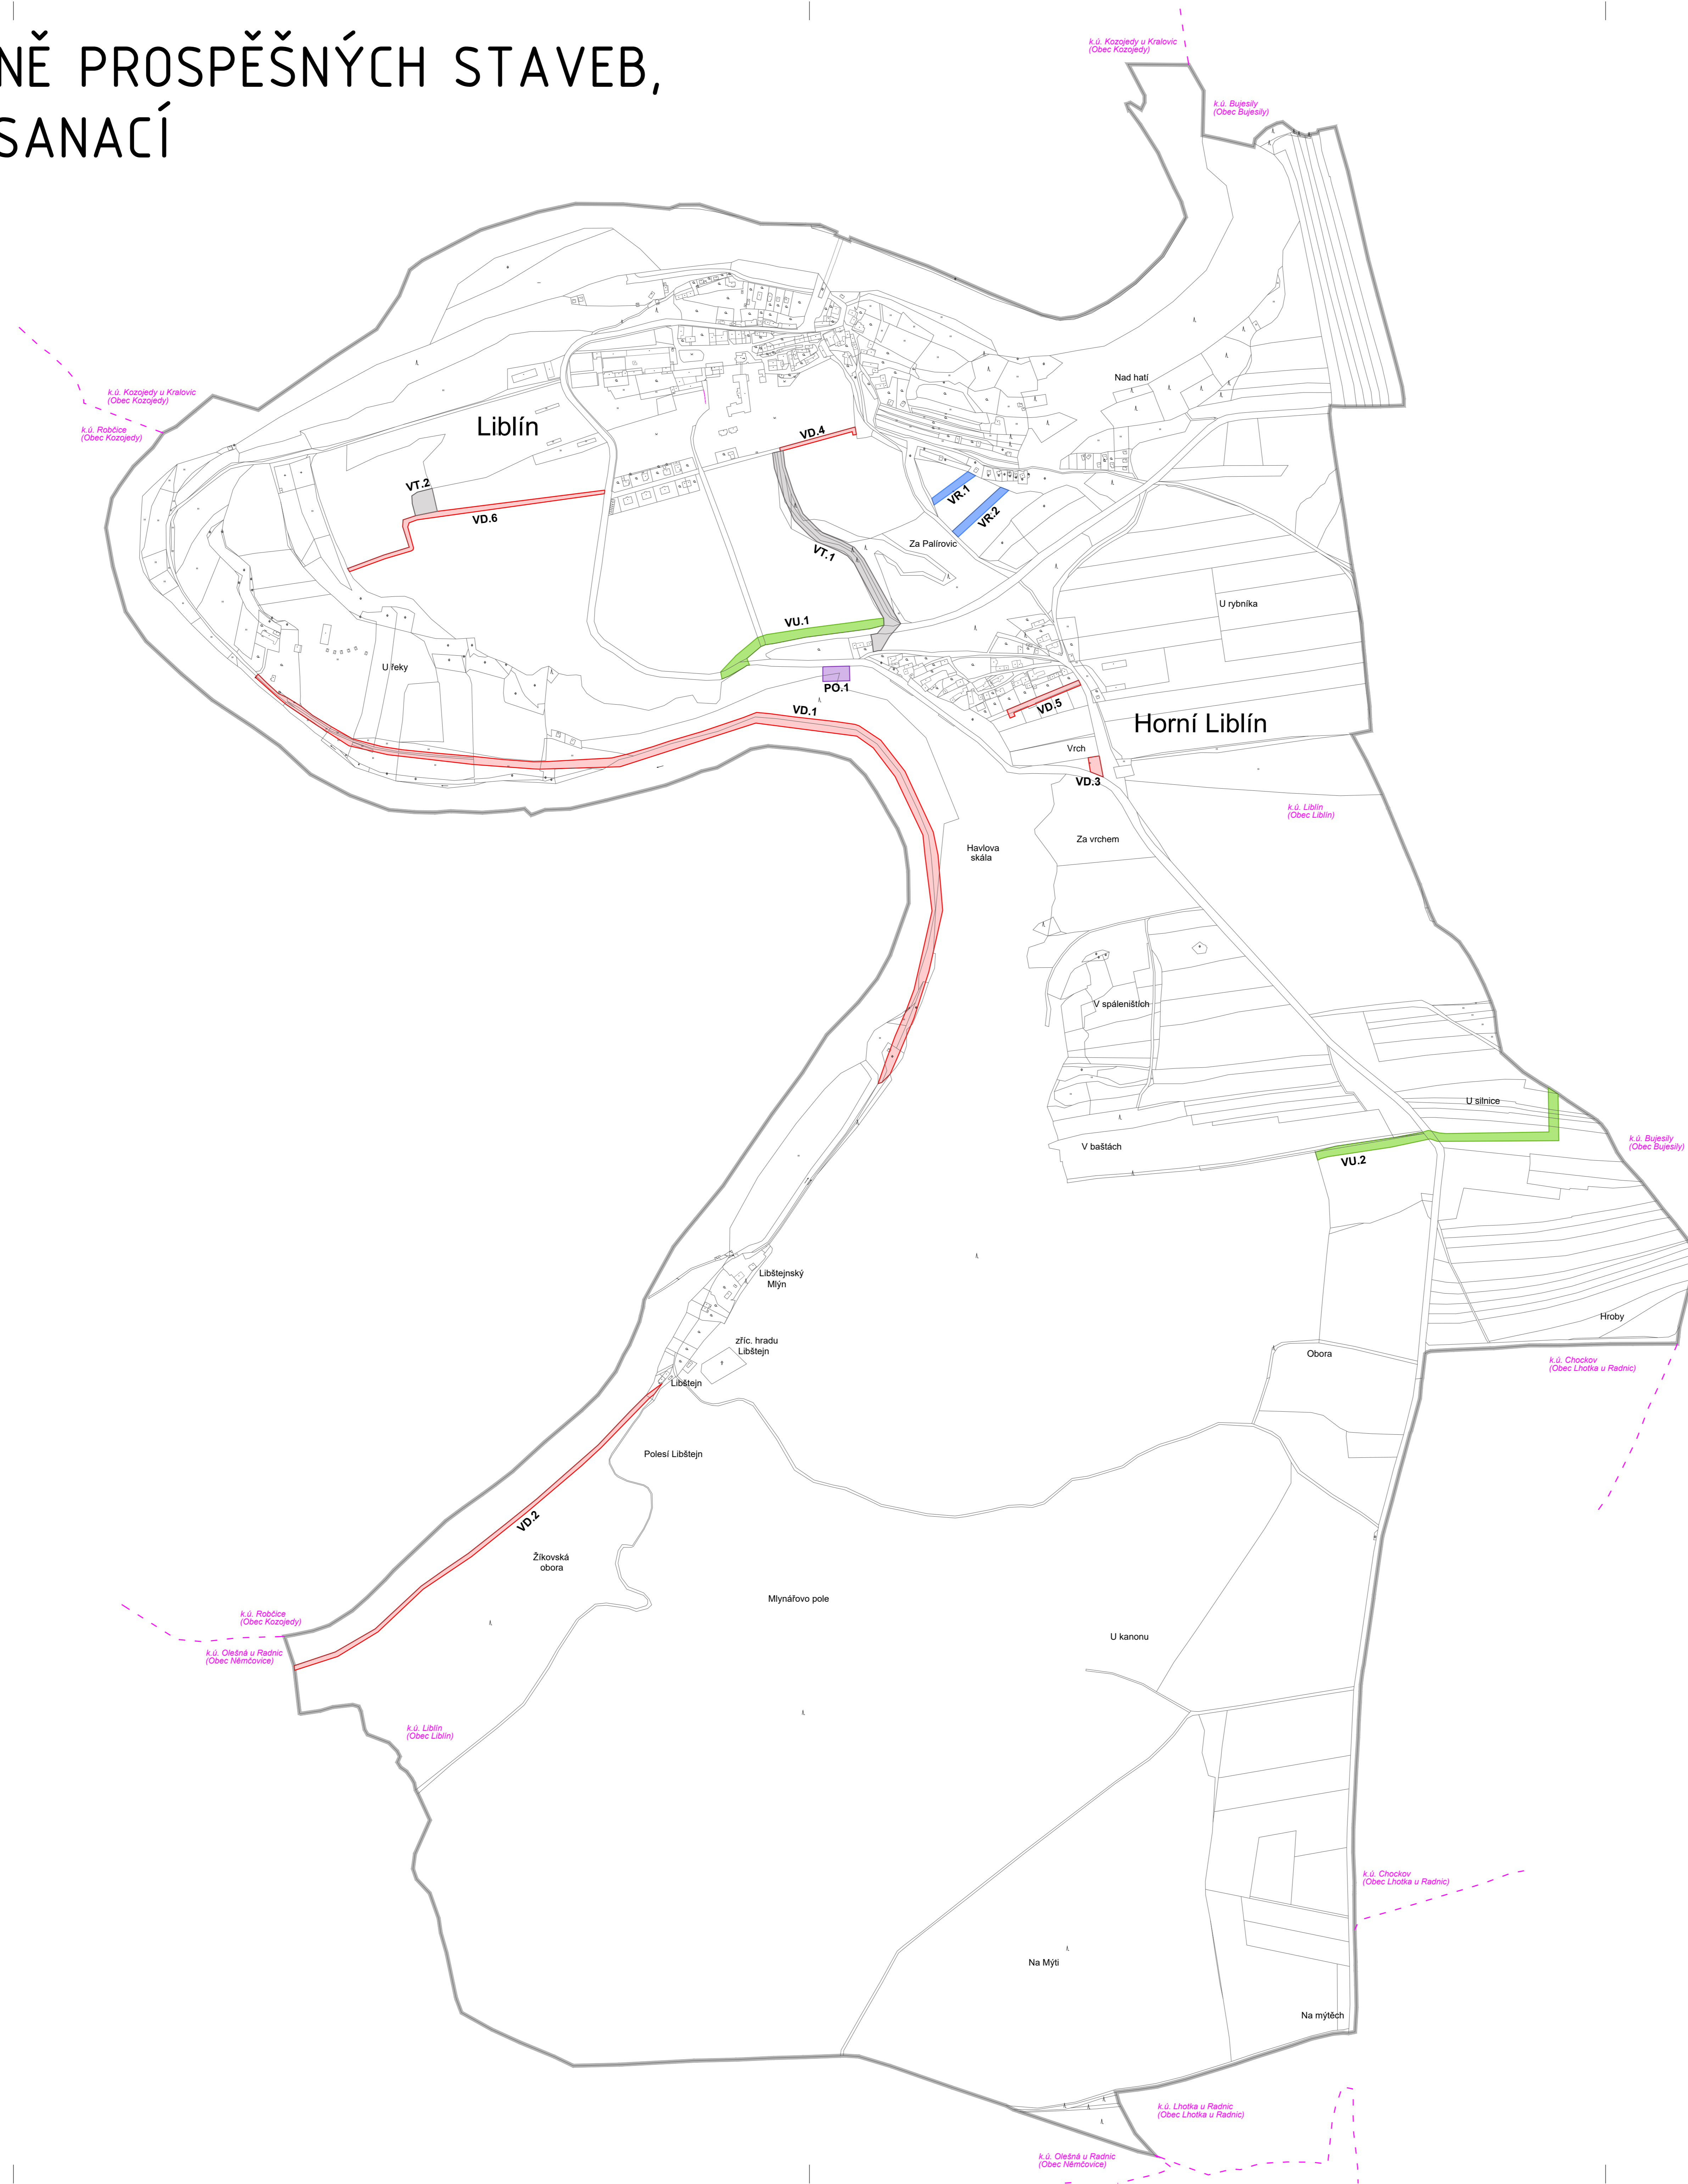 NĚ PROSPĚŠNÝCH STAVEB,
SANACÍ
k.ú. Kozojedy u Kralovic
(Obec Kozojedy)
k.ú. Bujesily
(Obec Bujesily)
k.ú. Kozojedy u Kralovic
(Obec Kozojedy)
k.ú. Robčice
(Obec Kozojedy)
Liblín
Nad hatí
VD.4
VT.2
VD.6
VR.1
VR.2
VT.1
Za Palírovic
U rybníka
VU.1
U řeky
PO.1
VD.1
VD.5
Horní Liblín
Vrch
VD.3
k.ú. Liblín
(Obec Liblín)
Za vrchem
Havlova
skála
V spáleništích
U silnice
V baštách
VU.2
k.ú. Bujesily
(Obec Bujesily)
Libštejnský
Mlýn
zříc. hradu
Libštejn
Libštejn
Hroby
Obora
k.ú. Chockov
(Obec Lhotka u Radnic)
Polesí Libštejn
VD.2
Žíkovská
obora
Mlynářovo pole
k.ú. Robčice
(Obec Kozojedy)
U kanonu
k.ú. Olešná u Radnic
(Obec Němčovice)
k.ú. Liblín
(Obec Liblín)
k.ú. Chockov
(Obec Lhotka u Radnic)
Na Mýti
Na mýtěch
k.ú. Lhotka u Radnic
(Obec Lhotka u Radnic)
k.ú. Olešná u Radnic
(Obec Němčovice)